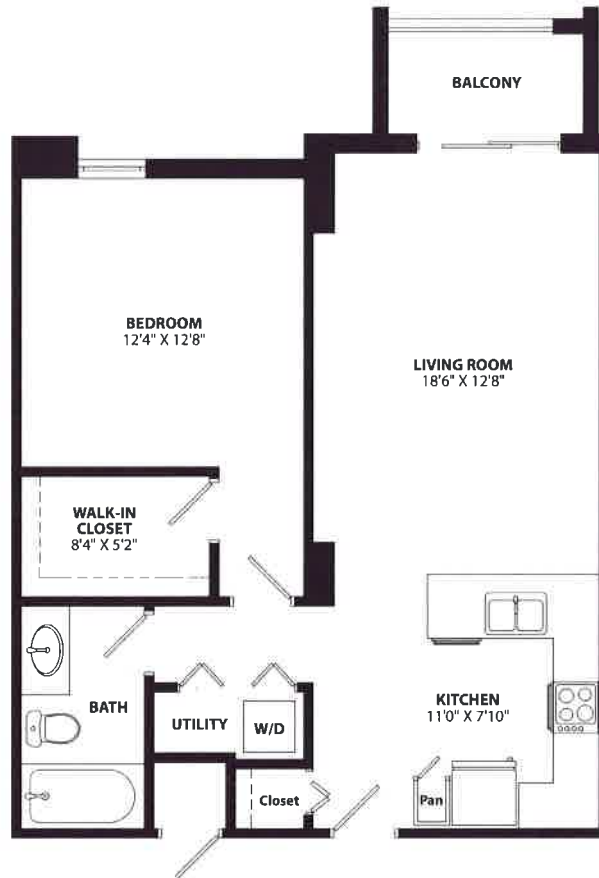 BALCONY
BEDROOM
12'4" X 12'8"
LIVING ROOM
18'6" X 12'8"
WALK-IN
CLOSET
8'4" X 5'2"
BATH
UTILITY
W/D
KITCHEN
11'0" X 7'10"
Closet
Pan